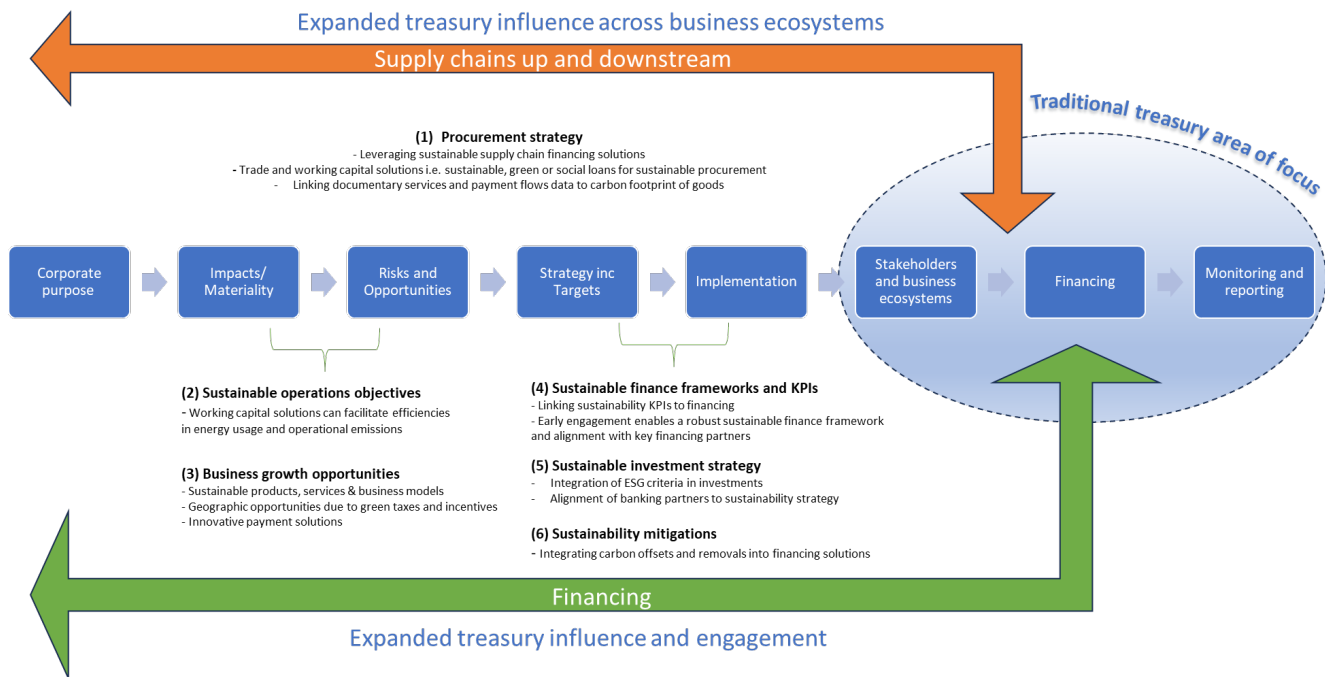 Expanded treasury influence across business ecosystems
Supply chains up and downstream
Traditional treasury area of focus
(1) Procurement strategy
- Leveraging sustainable supply chain financing solutions
- Trade and working capital solutions i.e. sustainable, green or social loans for sustainable procurement
- Linking documentary services and payment flows data to carbon footprint of goods
Corporate
purpose
Impacts/
Materiality
Risks and
Opportunities
Strategy inc
Targets
Implementation
Stakeholders
and business
ecosystems
Financing
Monitoring and
reporting
(2) Sustainable operations objectives
- Working capital solutions can facilitate efficiencies
in energy usage and operational emissions
(3) Business growth opportunities
- Sustainable products, services & business models
- Geographic opportunities due to green taxes and incentives
- Innovative payment solutions
(4) Sustainable finance frameworks and KPIs
- Linking sustainability KPIs to financing
- Early engagement enables a robust sustainable finance framework
and alignment with key financing partners
(5) Sustainable investment strategy
- Integration of ESG criteria in investments
- Alignment of banking partners to sustainability strategy
(6) Sustainability mitigations
- Integrating carbon offsets and removals into financing solutions
Financing
Expanded treasury influence and engagement